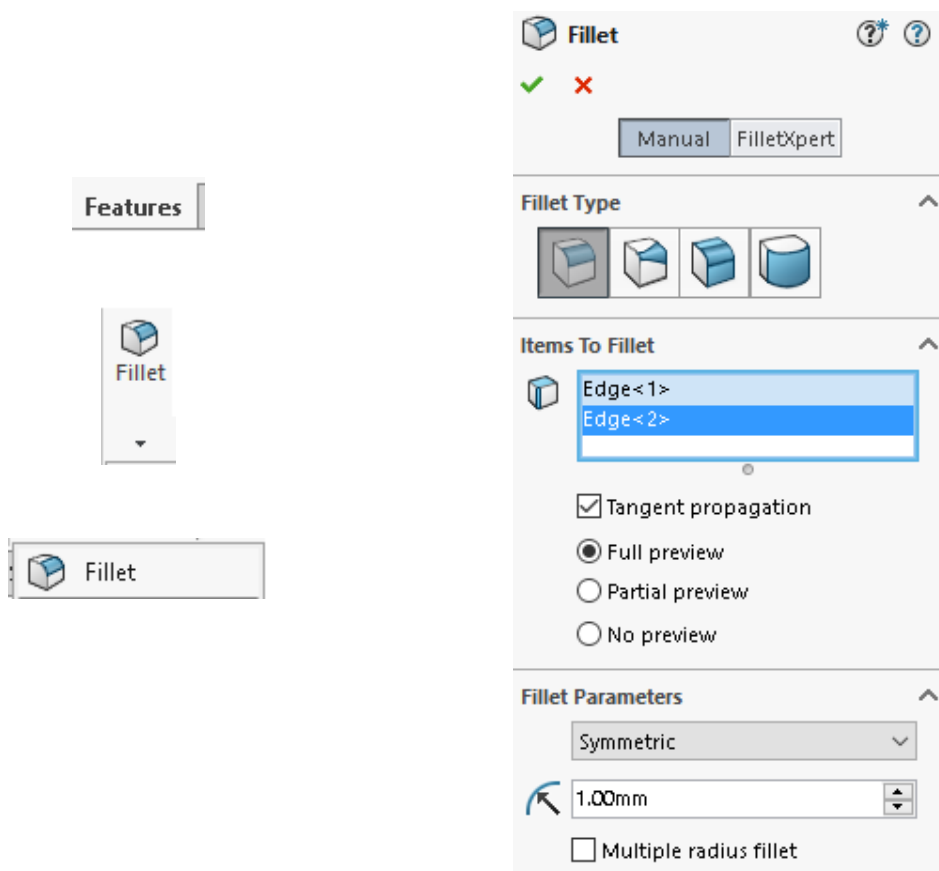 Features
Fillet
Fillet
Fillet
Manual FilletXpert
Fillet Type
Items To Fillet
Edge<1>
Edge<2>
Tangent propagation
Full preview
Partial preview
No preview
Fillet Parameters
Symmetric
1.00mm
Multiple radius fillet